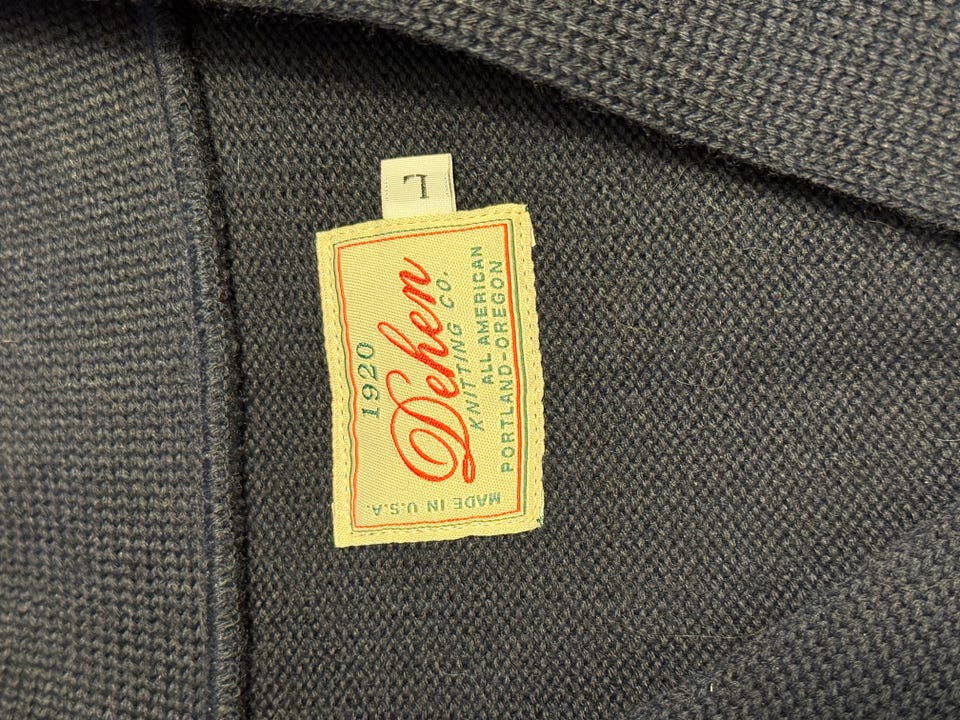 1920
Dehen
KNITTING CO.
ALL AMERICAN
PORTLAND-OREGON
MADE IN U.S.A.
L